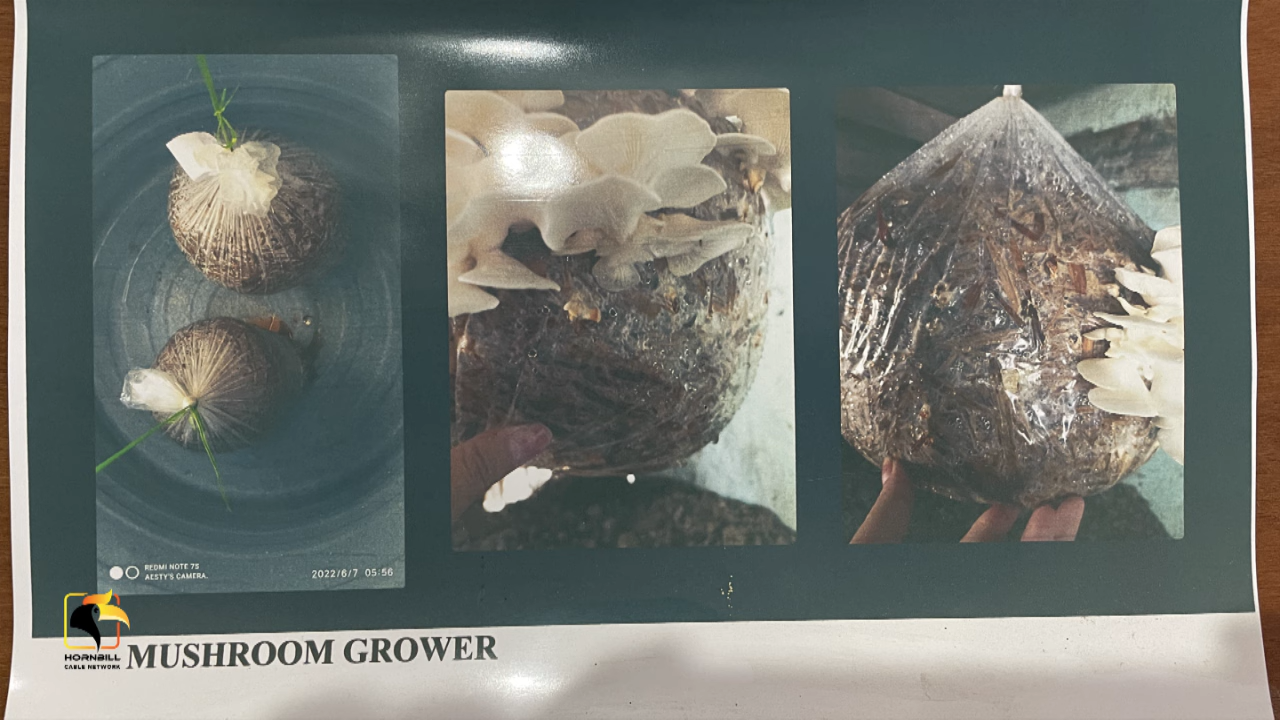 REDMI NOTE 7S
AESTY'S CAMERA.
2022/6/7 05:56
HORNBILL
CABLE NETWORK
MUSHROOM GROWER